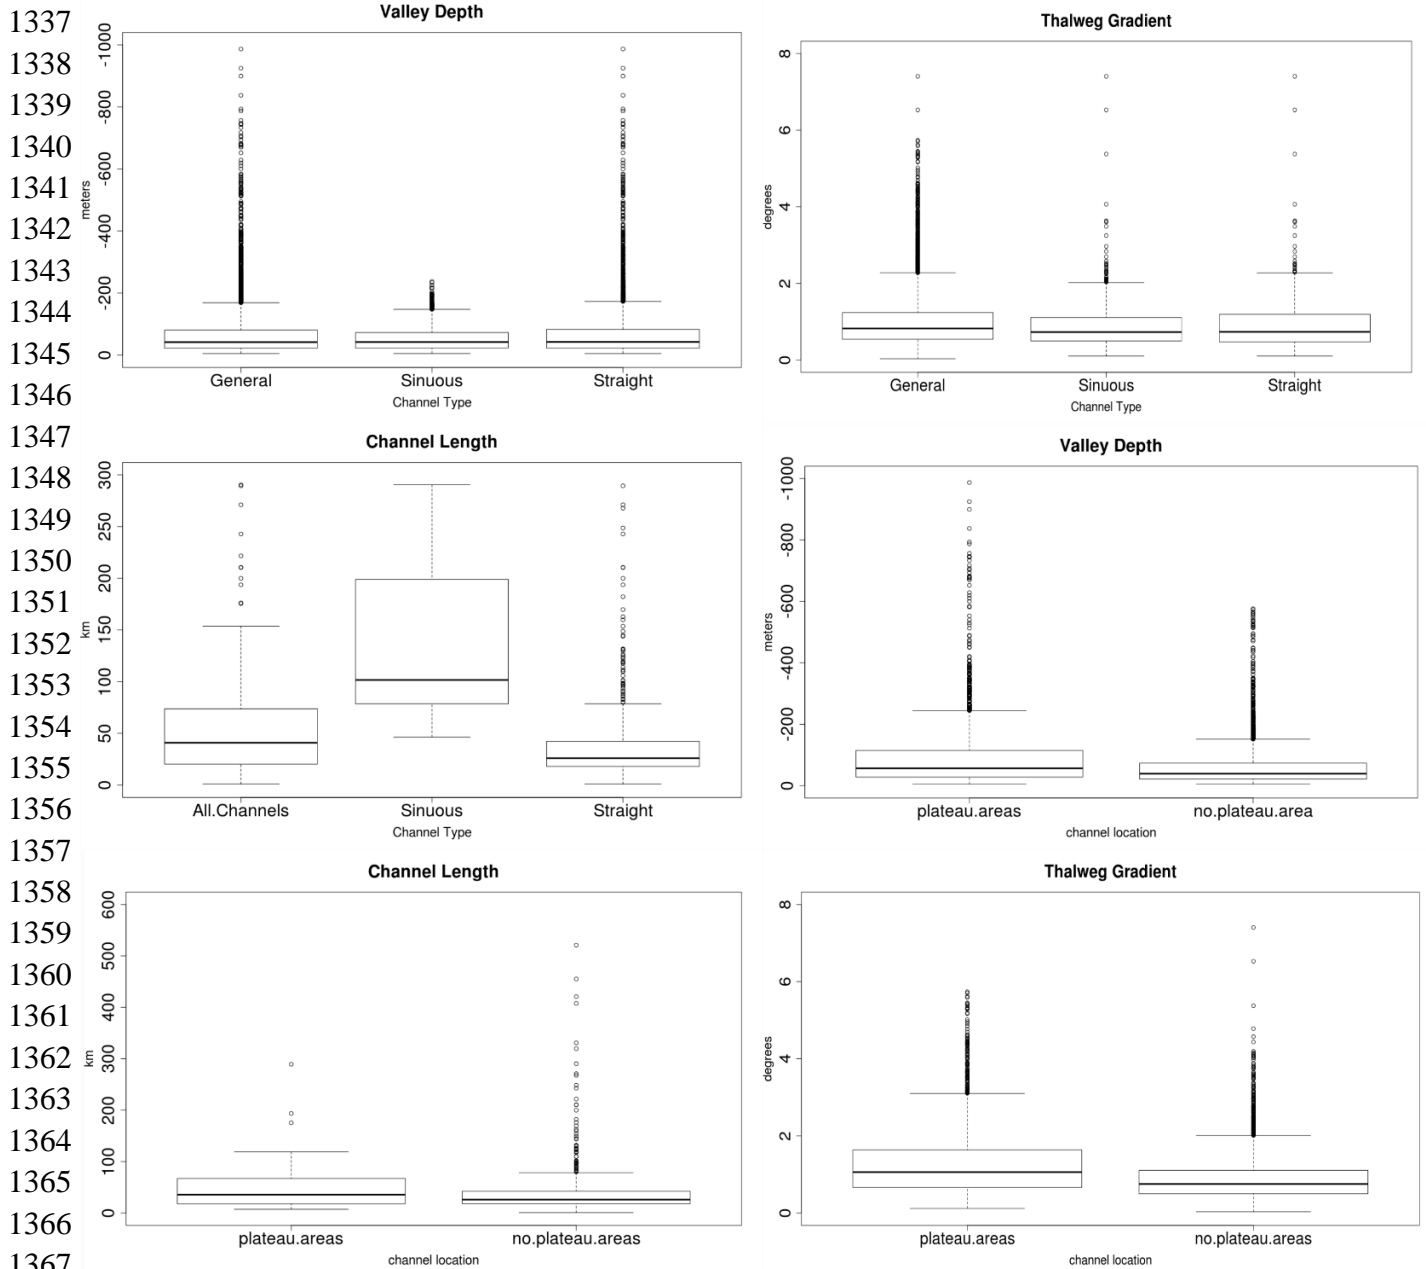 1337
1338
1339
1340
1341
1342
1343
1344
1345
1346
1347
1348
1349
1350
1351
1352
1353
1354
1355
1356
1357
1358
1359
1360
1361
1362
1363
1364
1365
1366
1367
Valley Depth
meters
-1000
-800
-600
-400
-200
0
General Sinuous Straight
Channel Type
Thalweg Gradient
degrees
8
6
4
2
0
General Sinuous Straight
Channel Type
Channel Length
km
300
250
200
150
100
50
0
All.Channels Sinuous Straight
Channel Type
Valley Depth
meters
-1000
-800
-600
-400
-200
0
plateau.areas no.plateau.area
channel location
Channel Length
km
600
500
400
300
200
100
0
plateau.areas no.plateau.areas
channel location
Thalweg Gradient
degrees
8
6
4
2
0
plateau.areas no.plateau.areas
channel location